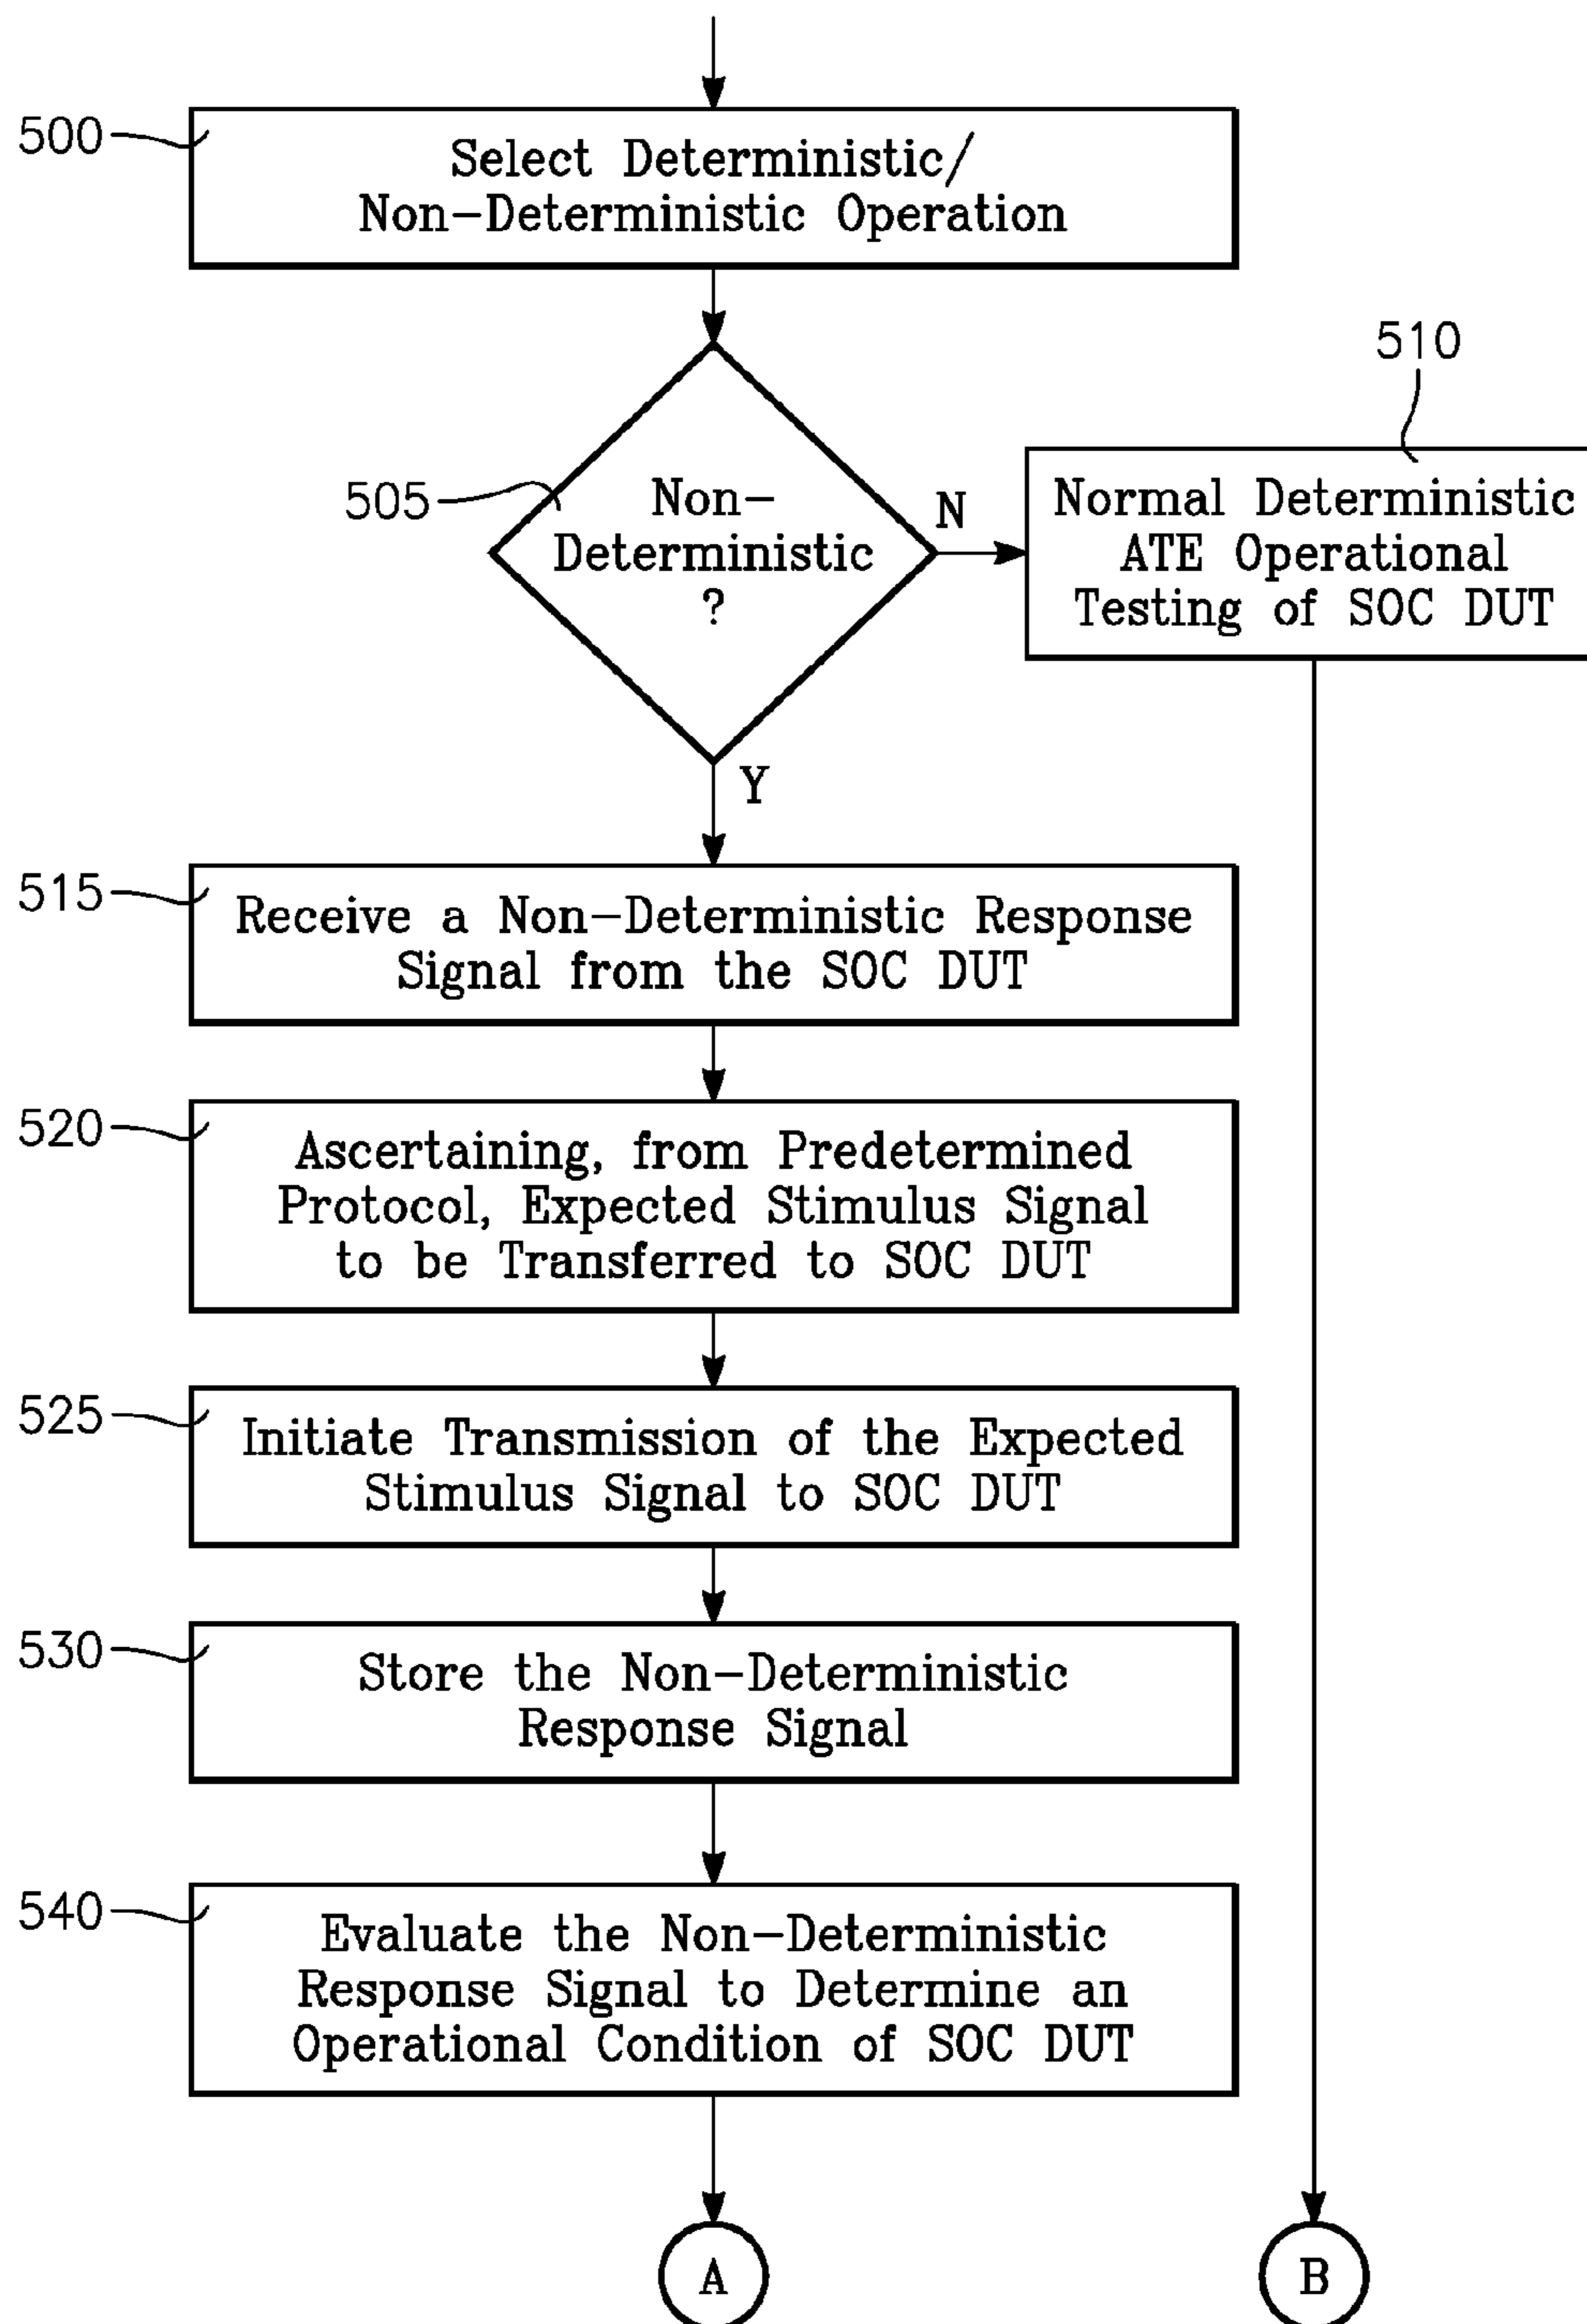 500
Select Deterministic/
Non-Deterministic Operation
505
Non-
Deterministic
?
N
Y
510
Normal Deterministic
ATE Operational
Testing of SOC DUT
515
Receive a Non-Deterministic Response
Signal from the SOC DUT
520
Ascertaining, from Predetermined
Protocol, Expected Stimulus Signal
to be Transferred to SOC DUT
525
Initiate Transmission of the Expected
Stimulus Signal to SOC DUT
530
Store the Non-Deterministic
Response Signal
540
Evaluate the Non-Deterministic
Response Signal to Determine an
Operational Condition of SOC DUT
A
B